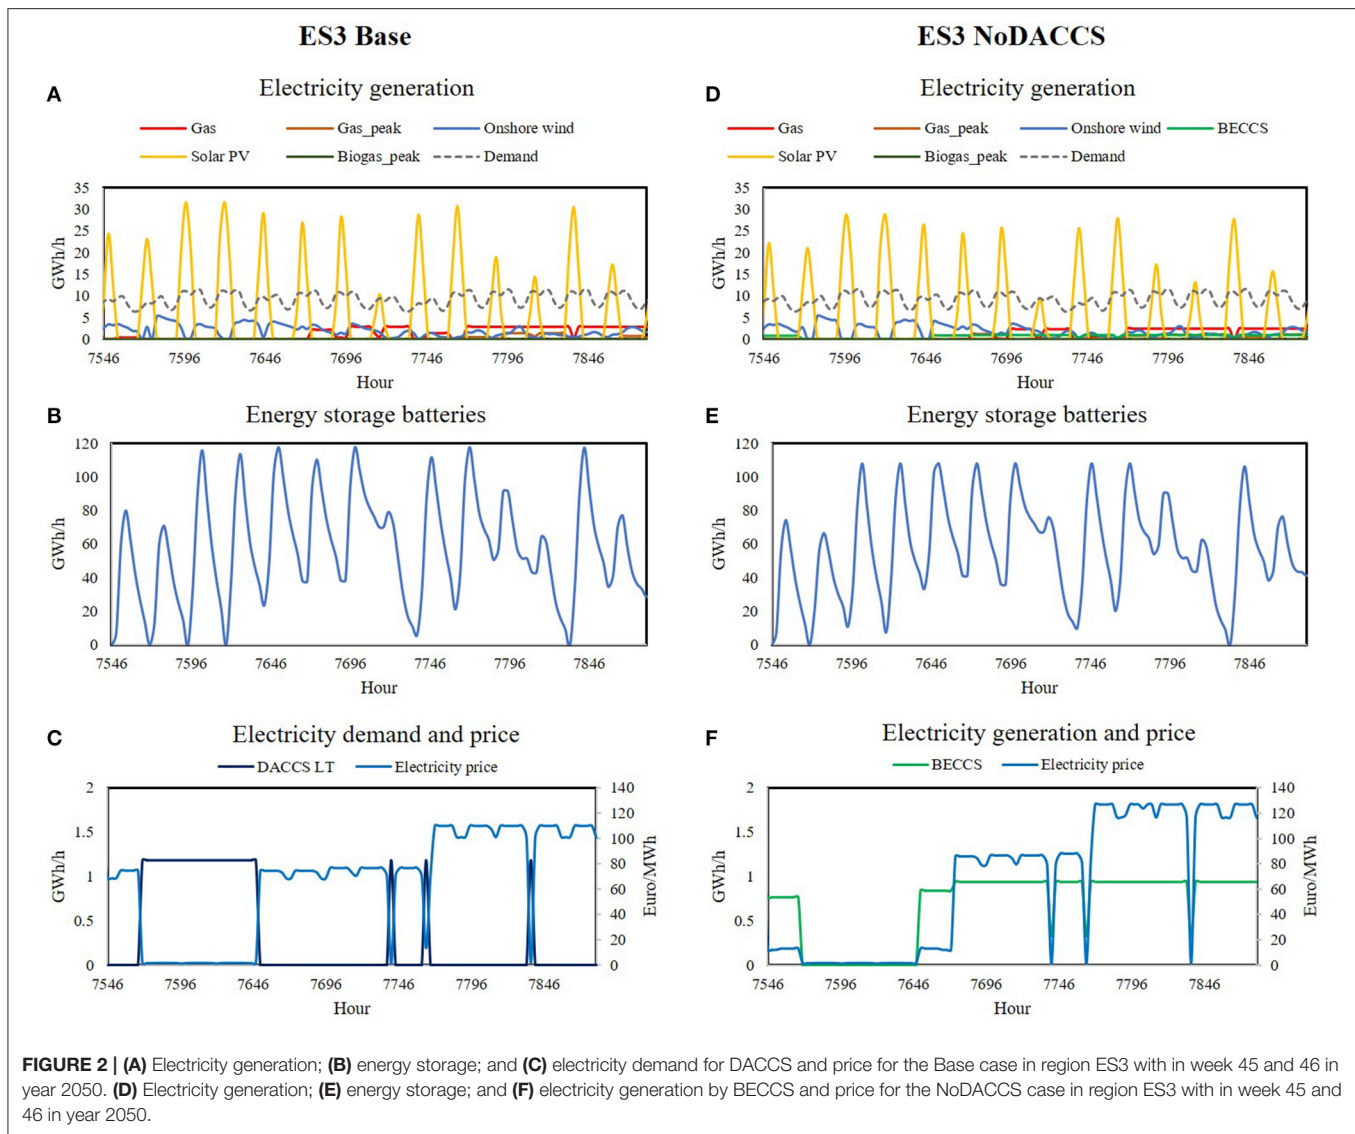 ES3 Base
ES3 NoDACCS
A
Electricity generation
Gas Gas_peak Onshore wind
Solar PV Biogas_peak Demand
GWh/h
35
30
25
20
15
10
5
0
7546 7596 7646 7696 7746 7796 7846
Hour
D
Electricity generation
Gas Gas_peak Onshore wind BECCS
Solar PV Biogas_peak Demand
GWh/h
35
30
25
20
15
10
5
0
7546 7596 7646 7696 7746 7796 7846
Hour
B
Energy storage batteries
GWh/h
120
100
80
60
40
20
0
7546 7596 7646 7696 7746 7796 7846
Hour
E
Energy storage batteries
GWh/h
120
100
80
60
40
20
0
7546 7596 7646 7696 7746 7796 7846
Hour
C
Electricity demand and price
DACCS LT Electricity price
GWh/h
2
1.5
1
0.5
0
140
120
100
80
60
40
20
0
Euro/MWh
7546 7596 7646 7696 7746 7796 7846
Hour
F
Electricity generation and price
BECCS Electricity price
GWh/h
2
1.5
1
0.5
0
140
120
100
80
60
40
20
0
Euro/MWh
7546 7596 7646 7696 7746 7796 7846
Hour
FIGURE 2 | (A) Electricity generation; (B) energy storage; and (C) electricity demand for DACCS and price for the Base case in region ES3 with in week 45 and 46 in
year 2050. (D) Electricity generation; (E) energy storage; and (F) electricity generation by BECCS and price for the NoDACCS case in region ES3 with in week 45 and
46 in year 2050.